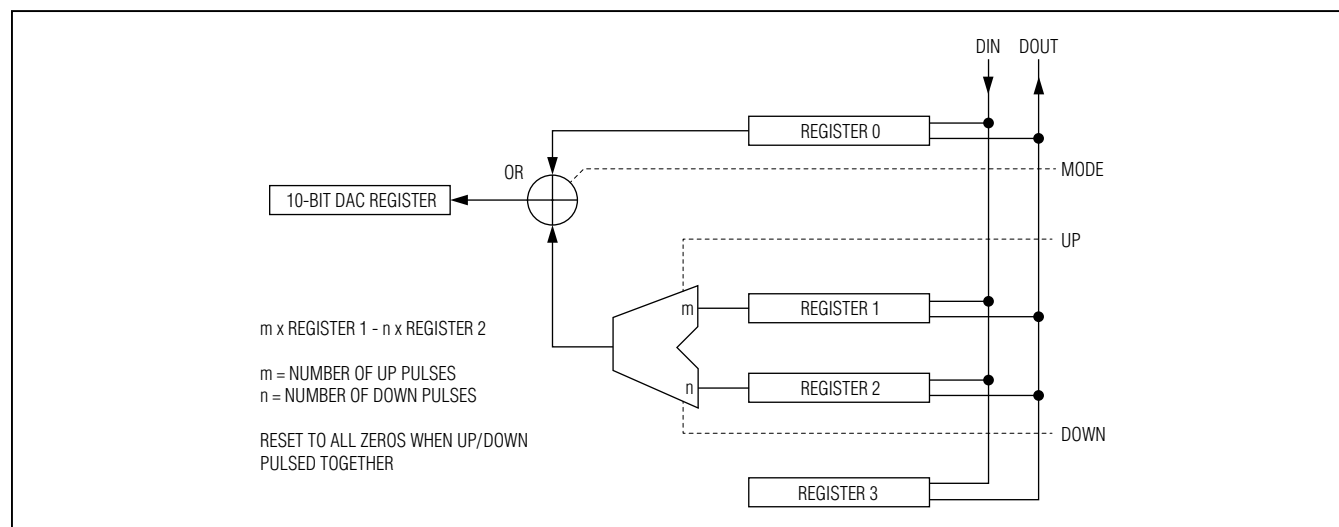 DIN DOUT
REGISTER 0
OR
MODE
10-BIT DAC REGISTER
UP
m
REGISTER 1
m x REGISTER 1 - n x REGISTER 2
m = NUMBER OF UP PULSES
n
REGISTER 2
n = NUMBER OF DOWN PULSES
DOWN
RESET TO ALL ZEROS WHEN UP/DOWN
PULSED TOGETHER
REGISTER 3